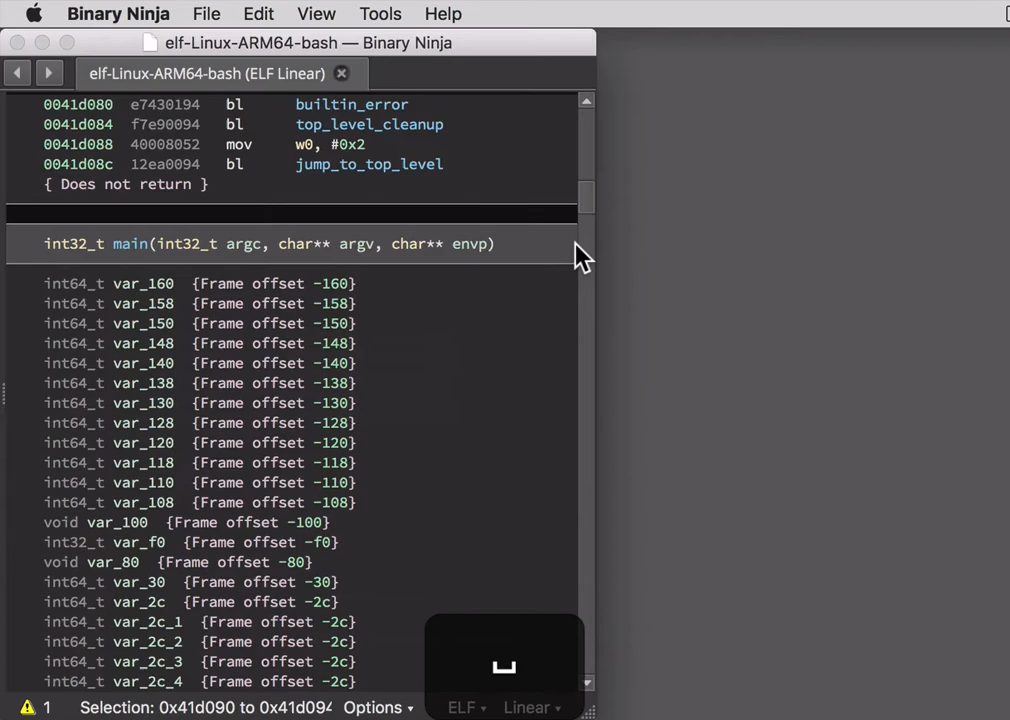 Binary Ninja File Edit View Tools Help
elf-Linux-ARM64-bash — Binary Ninja
elf-Linux-ARM64-bash (ELF Linear)
0041d080 e7430194 bl builtin_error
0041d084 f7e90094 bl top_level_cleanup
0041d088 40008052 mov w0, #0x2
0041d08c 12ea0094 bl jump_to_top_level
{ Does not return }
int32_t main(int32_t argc, char** argv, char** envp)
int64_t var_160 {Frame offset -160}
int64_t var_158 {Frame offset -158}
int64_t var_150 {Frame offset -150}
int64_t var_148 {Frame offset -148}
int64_t var_140 {Frame offset -140}
int64_t var_138 {Frame offset -138}
int64_t var_130 {Frame offset -130}
int64_t var_128 {Frame offset -128}
int64_t var_120 {Frame offset -120}
int64_t var_118 {Frame offset -118}
int64_t var_110 {Frame offset -110}
int64_t var_108 {Frame offset -108}
void var_100 {Frame offset -100}
int32_t var_f0 {Frame offset -f0}
void var_80 {Frame offset -80}
int64_t var_30 {Frame offset -30}
int64_t var_2c {Frame offset -2c}
int64_t var_2c_1 {Frame offset -2c}
int64_t var_2c_2 {Frame offset -2c}
int64_t var_2c_3 {Frame offset -2c}
int64_t var_2c_4 {Frame offset -2c}
1 Selection: 0x41d090 to 0x41d094 Options ELF Linear